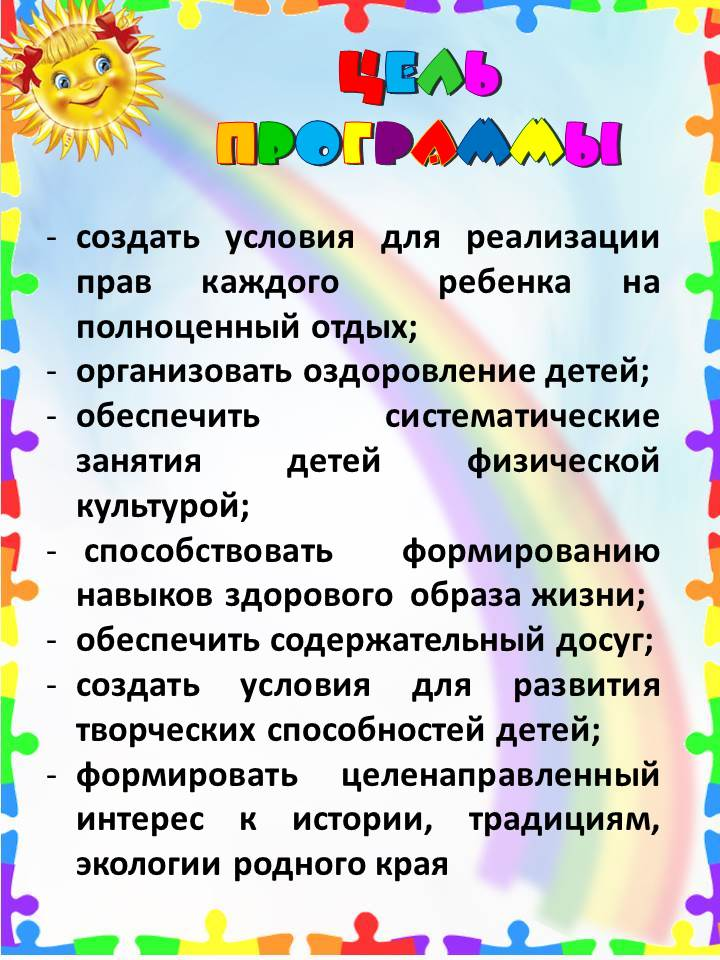 ЦЕЛЬ
ПРОГРАММЫ
- создать условия для реализации
прав каждого ребенка на
полноценный отдых;
- организовать оздоровление детей;
- обеспечить систематические
занятия детей физической
культурой;
- способствовать формированию
навыков здорового образа жизни;
- обеспечить содержательный досуг;
- создать условия для развития
творческих способностей детей;
- формировать целенаправленный
интерес к истории, традициям,
экологии родного края